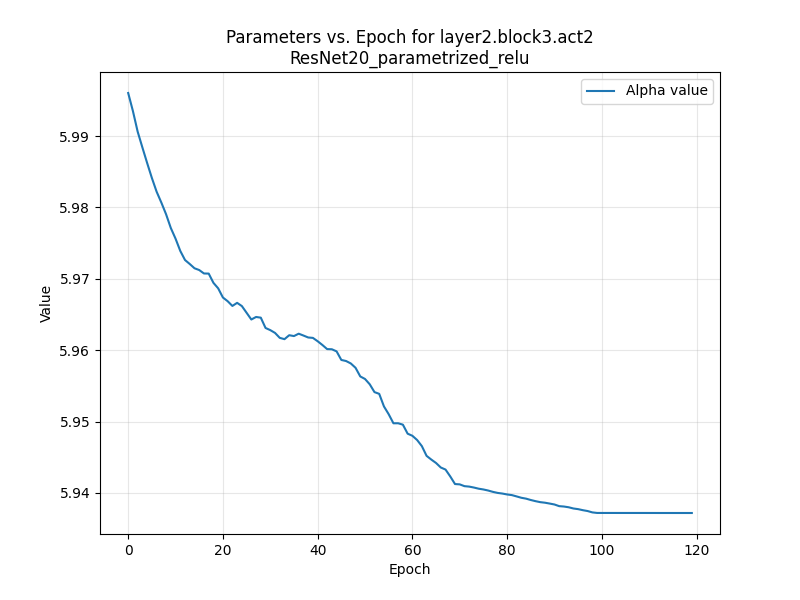 Parameters vs. Epoch for layer2.block3.act2
ResNet20_parametrized_relu
Alpha value
5.99
5.98
5.97
5.96
5.95
5.94
Value
0
20
40
60
80
100
120
Epoch